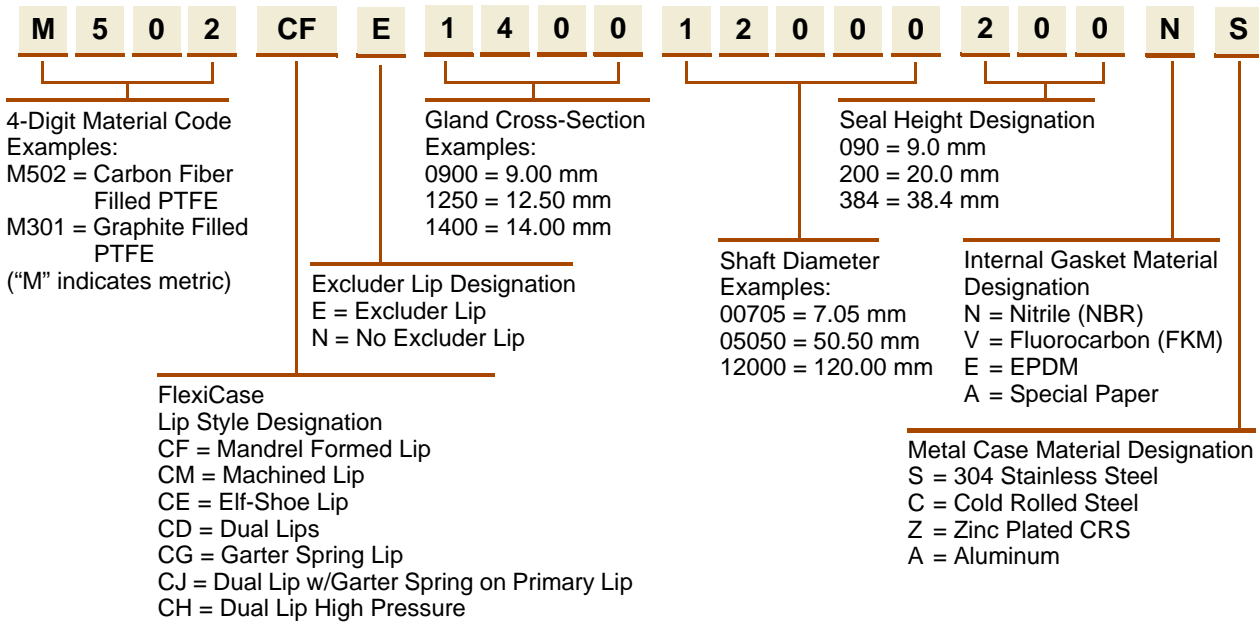 M 5 0 2 CF E 1 4 0 0 1 2 0 0 0 2 0 0 N S
4-Digit Material Code
Examples:
M502 = Carbon Fiber
Filled PTFE
M301 = Graphite Filled
PTFE
(“M” indicates metric)
Gland Cross-Section
Examples:
0900 = 9.00 mm
1250 = 12.50 mm
1400 = 14.00 mm
Seal Height Designation
090 = 9.0 mm
200 = 20.0 mm
384 = 38.4 mm
Excluder Lip Designation
E = Excluder Lip
N = No Excluder Lip
Shaft Diameter
Examples:
00705 = 7.05 mm
05050 = 50.50 mm
12000 = 120.00 mm
Internal Gasket Material
Designation
N = Nitrile (NBR)
V = Fluorocarbon (FKM)
E = EPDM
A = Special Paper
FlexiCase
Lip Style Designation
CF = Mandrel Formed Lip
CM = Machined Lip
CE = Elf-Shoe Lip
CD = Dual Lips
CG = Garter Spring Lip
CJ = Dual Lip w/Garter Spring on Primary Lip
CH = Dual Lip High Pressure
Metal Case Material Designation
S = 304 Stainless Steel
C = Cold Rolled Steel
Z = Zinc Plated CRS
A = Aluminum